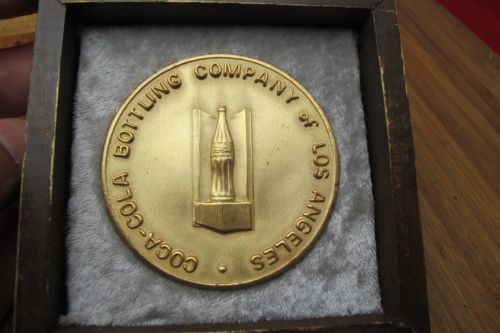 COCA-COLA BOTTLING COMPANY of LOS ANGELES